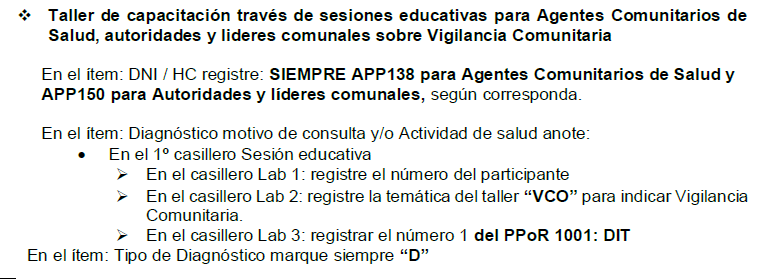 ❖ Taller de capacitación través de sesiones educativas para Agentes Comunitarios de
Salud, autoridades y lideres comunales sobre Vigilancia Comunitaria
En el ítem: DNI / HC registre: SIEMPRE APP138 para Agentes Comunitarios de Salud y
APP150 para Autoridades y líderes comunales, según corresponda.
En el ítem: Diagnóstico motivo de consulta y/o Actividad de salud anote:
• En el 1º casillero Sesión educativa
➢ En el casillero Lab 1: registre el número del participante
➢ En el casillero Lab 2: registre la temática del taller “VCO” para indicar Vigilancia
Comunitaria.
➢ En el casillero Lab 3: registrar el número 1 del PPoR 1001: DIT
En el ítem: Tipo de Diagnóstico marque siempre “D”